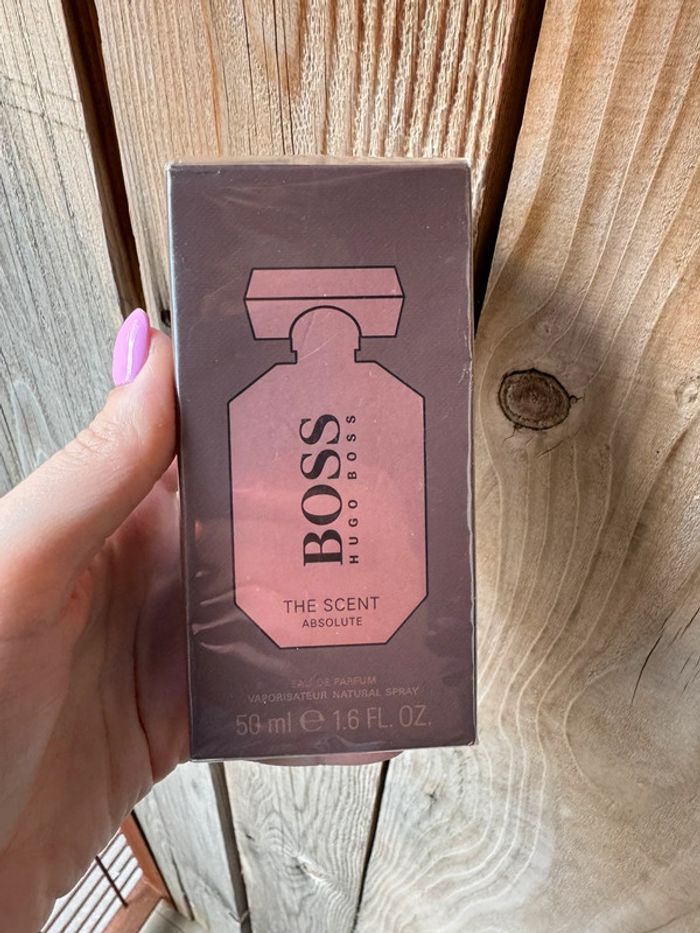 BOSS
HUGO BOSS
THE SCENT
ABSOLUTE
EAU DE PARFUM
VAPORISATEUR NATURAL SPRAY
50 ml ℮ 1.6 FL. OZ.